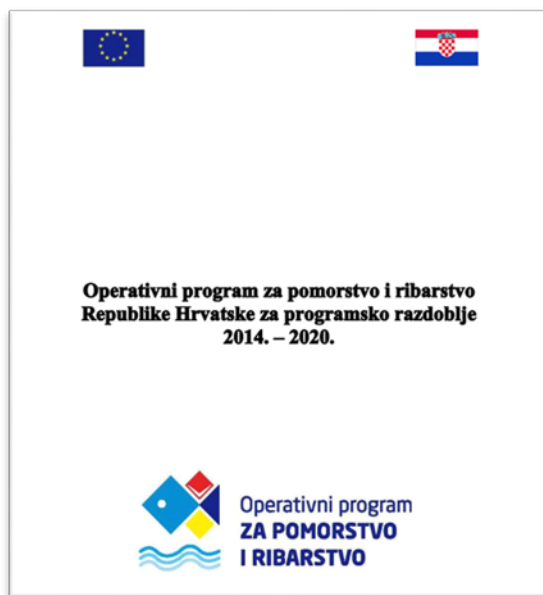 Operativni program za pomorstvo i ribarstvo
Republike Hrvatske za programsko razdoblje
2014. – 2020.
Operativni program
ZA POMORSTVO
I RIBARSTVO